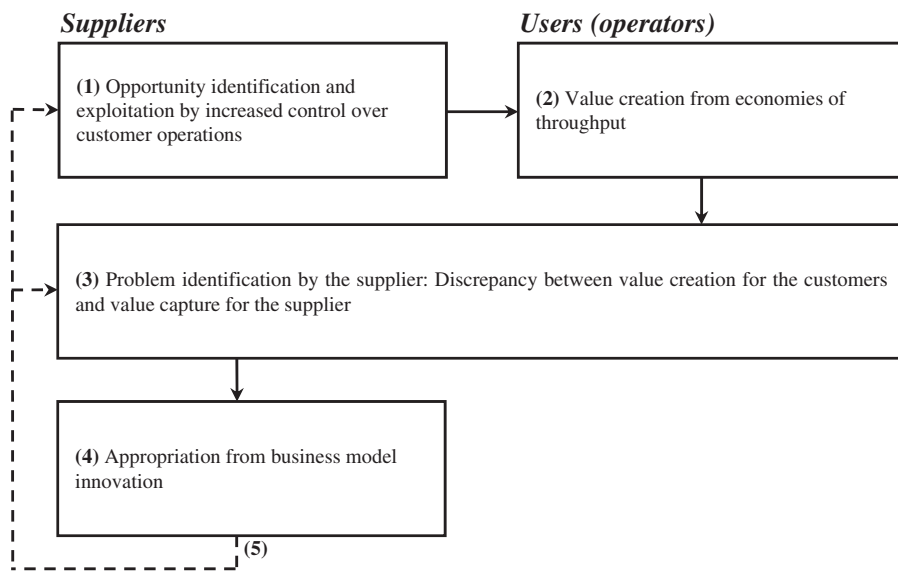 Suppliers
Users (operators)
(1) Opportunity identification and
exploitation by increased control over
customer operations
(2) Value creation from economies of
throughput
(3) Problem identification by the supplier: Discrepancy between value creation for the customers
and value capture for the supplier
(4) Appropriation from business model
innovation
(5)